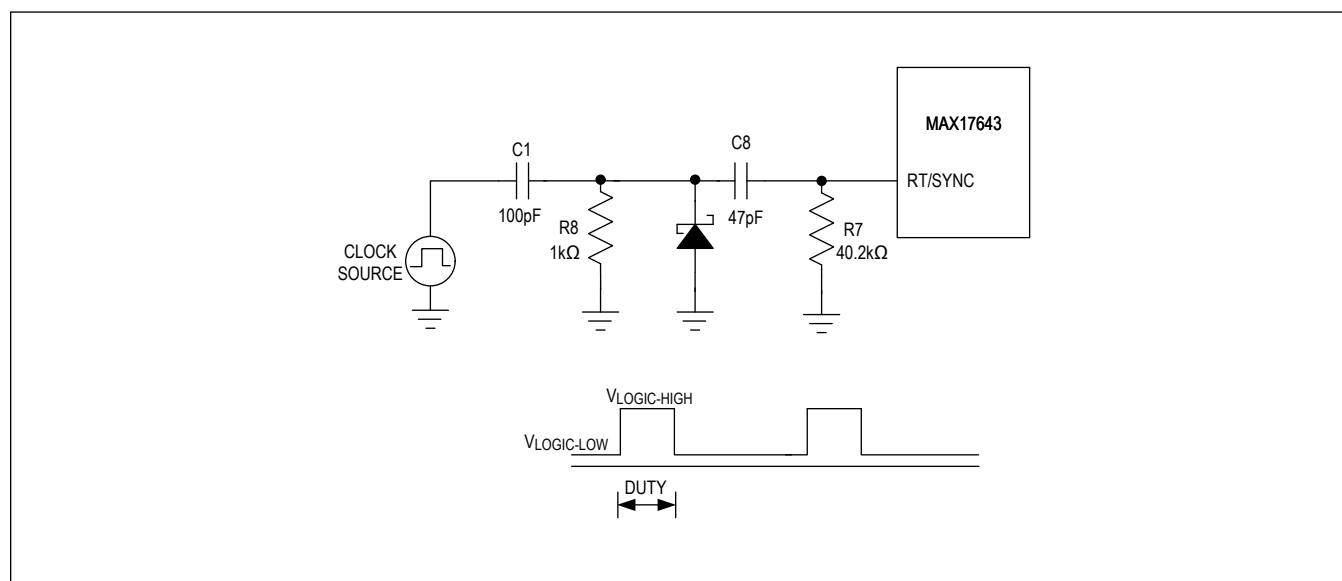 MAX17643
C1
C8
RT/SYNC
100pF
R8
1kΩ
47pF
R7
40.2kΩ
CLOCK
SOURCE
VLOGIC-HIGH
VLOGIC-LOW
DUTY